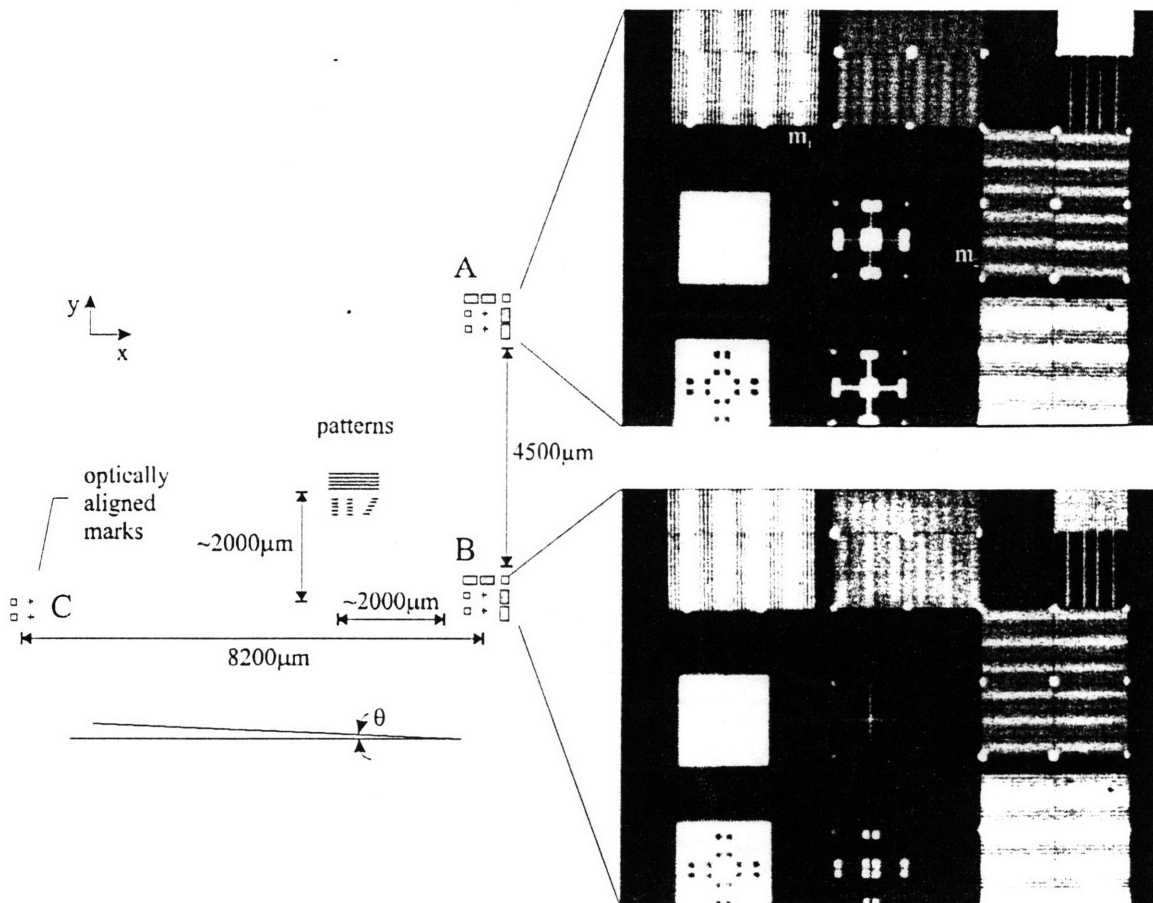 A
m₁
m₂
y
x
patterns
4500μm
optically
aligned
marks
~2000μm
B
~2000μm
C
8200μm
θ